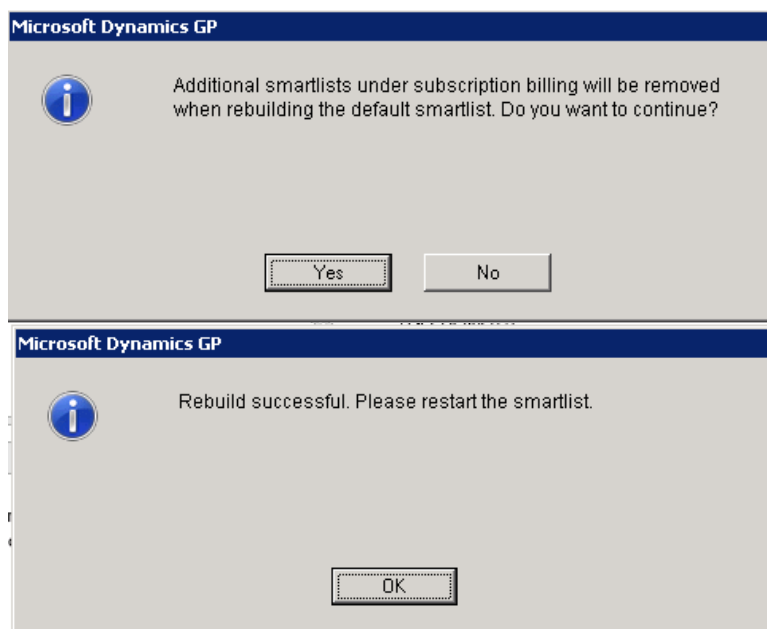 Microsoft Dynamics GP
Additional smartlists under subscription billing will be removed
when rebuilding the default smartlist. Do you want to continue?
Yes
No
Microsoft Dynamics GP
Rebuild successful. Please restart the smartlist.
OK